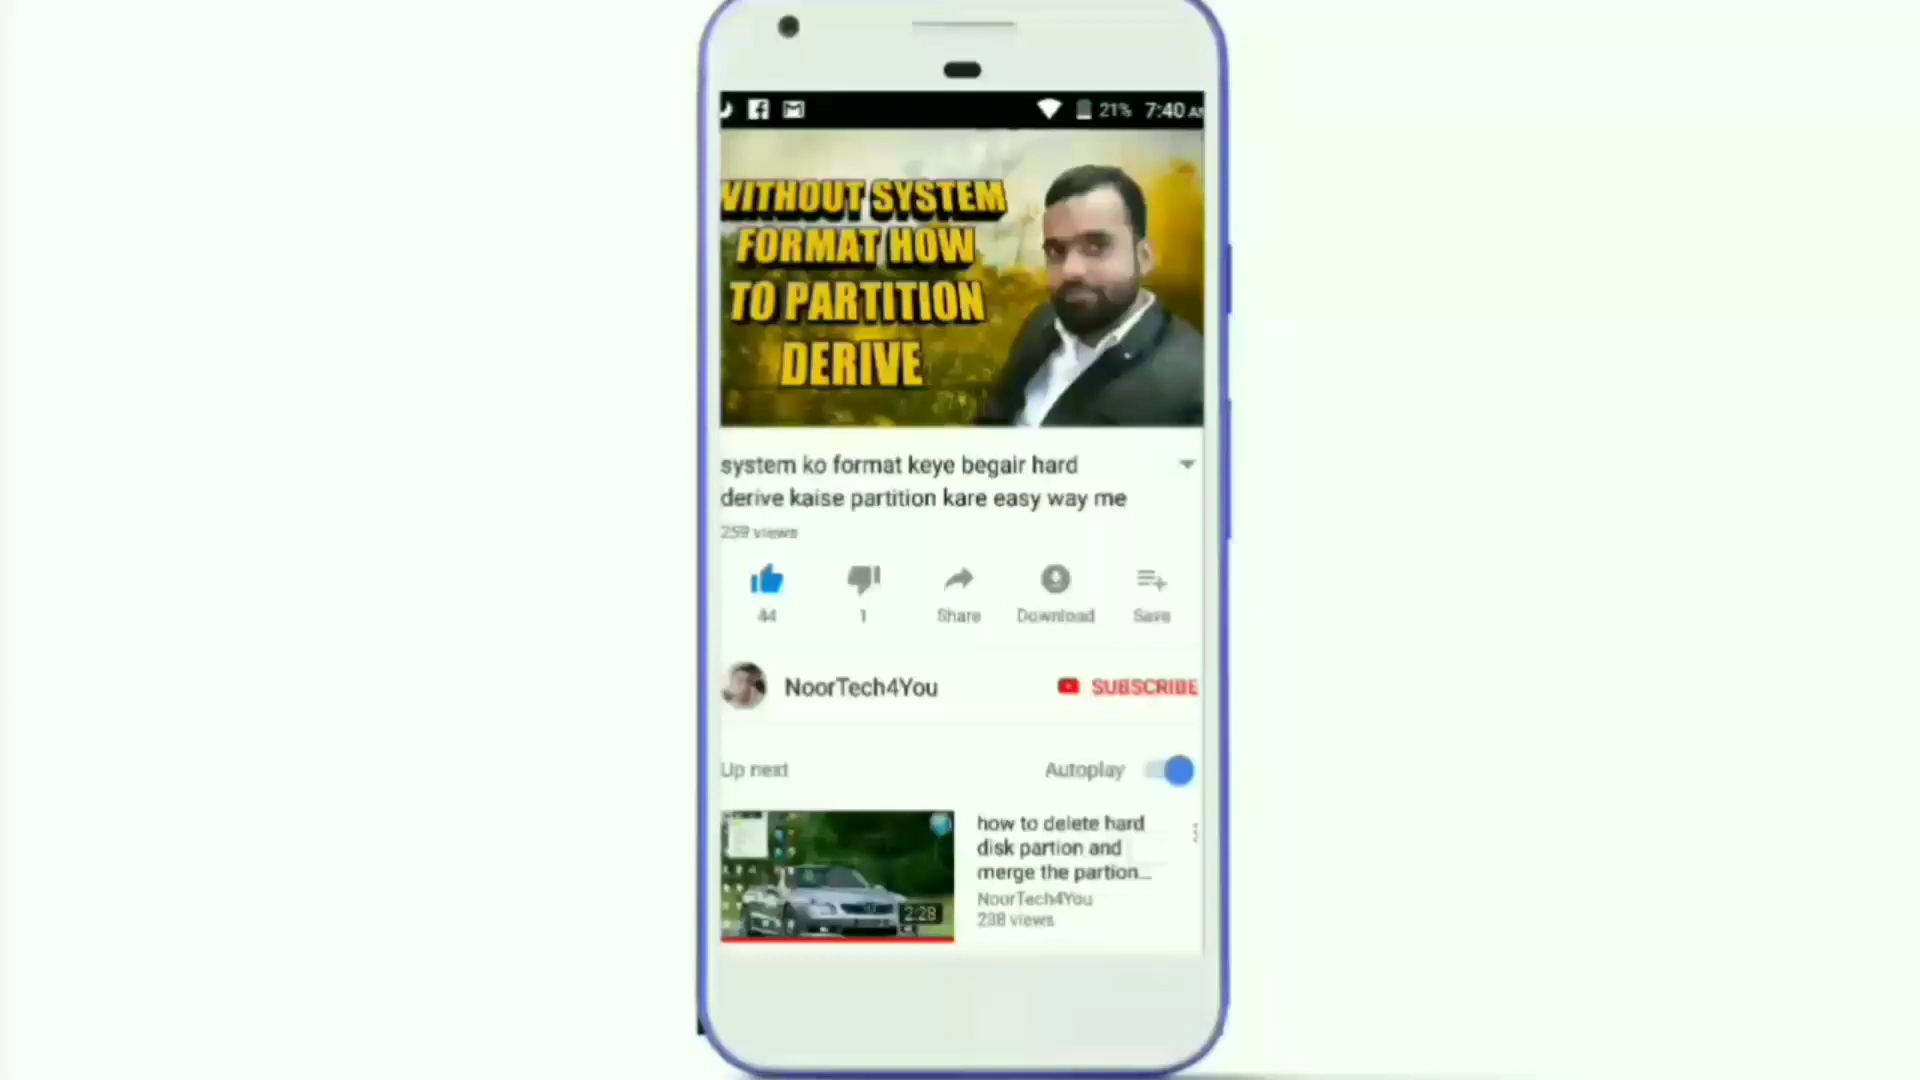 21% 7:40
WITHOUT SYSTEM
FORMAT HOW
TO PARTITION
DERIVE
system ko format keye begair hard
derive kaise partition kare easy way me
259 views
44 1 Share Download Save
NoorTech4You SUBSCRIBE
Up next Autoplay
how to delete hard
disk partion and
merge the partion...
NoorTech4You
238 views
2:28